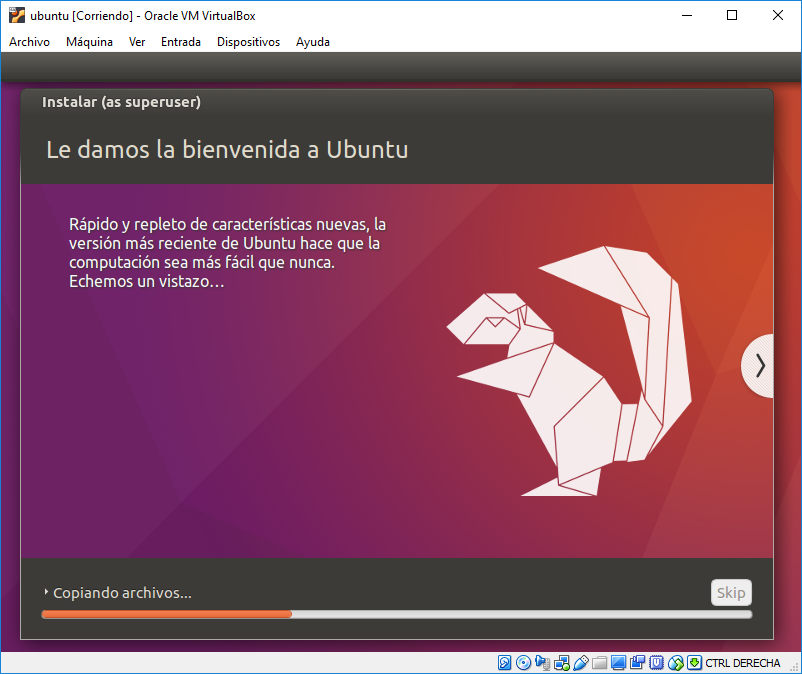 ubuntu [Corriendo] - Oracle VM VirtualBox
Archivo Máquina Ver Entrada Dispositivos Ayuda
Instalar (as superuser)
Le damos la bienvenida a Ubuntu
Rápido y repleto de características nuevas, la
versión más reciente de Ubuntu hace que la
computación sea más fácil que nunca.
Echemos un vistazo…
Copiando archivos...
Skip
CTRL DERECHA